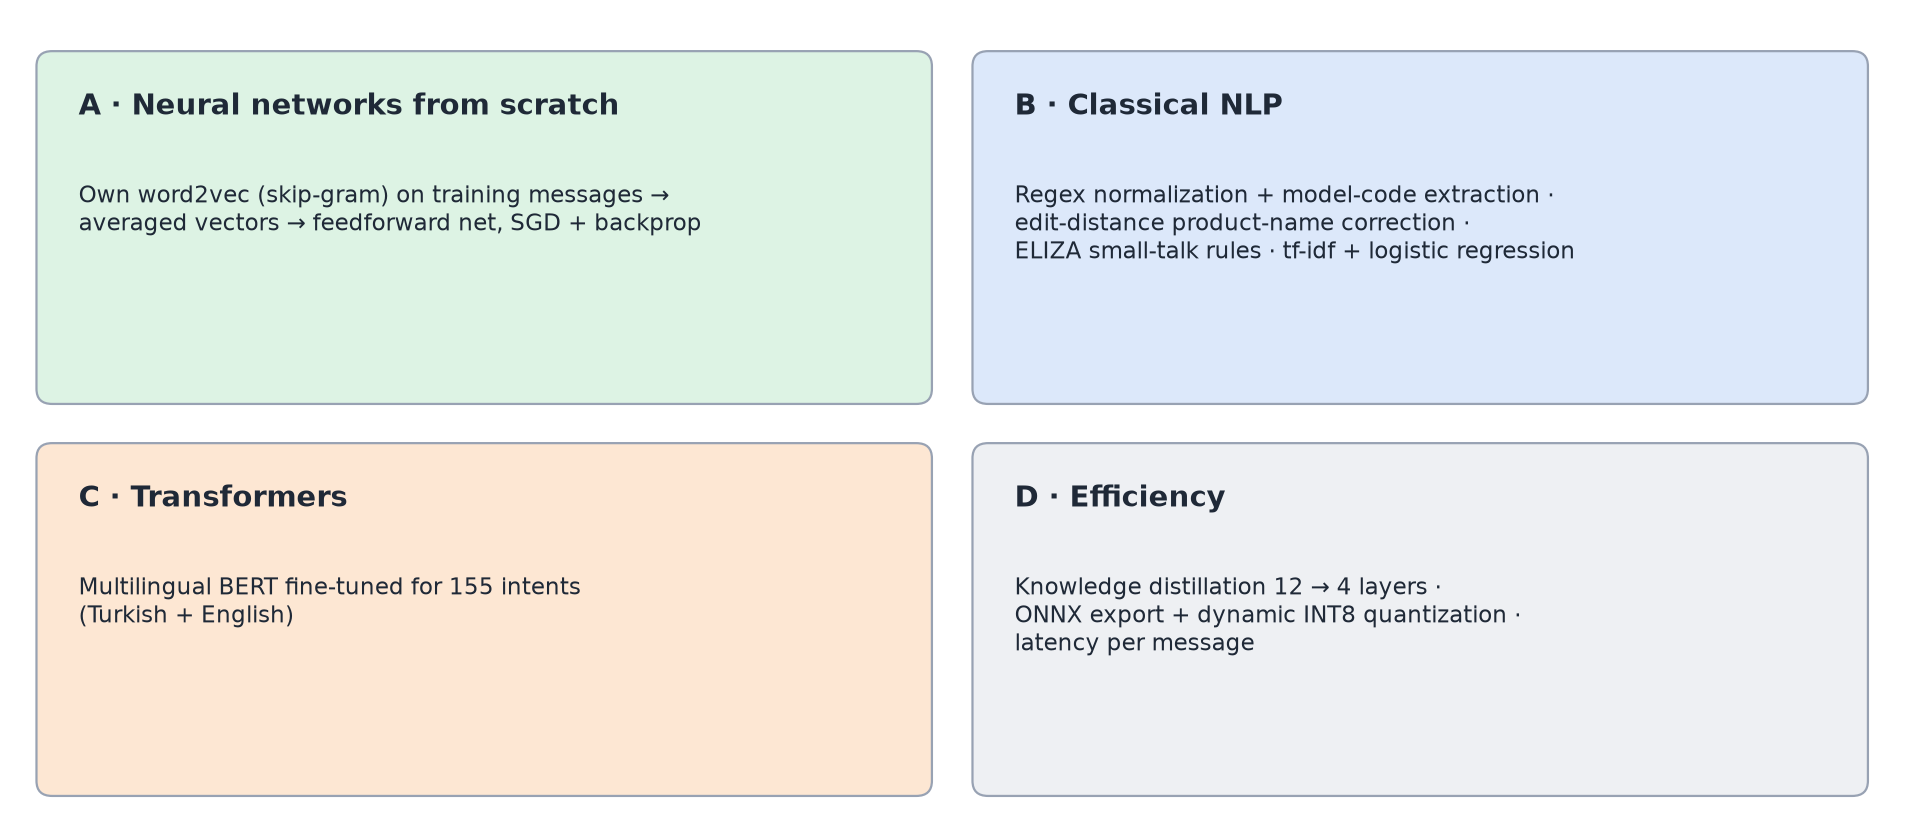 A · Neural networks from scratch
Own word2vec (skip-gram) on training messages →
averaged vectors → feedforward net, SGD + backprop
B · Classical NLP
Regex normalization + model-code extraction ·
edit-distance product-name correction ·
ELIZA small-talk rules · tf-idf + logistic regression
C · Transformers
Multilingual BERT fine-tuned for 155 intents
(Turkish + English)
D · Efficiency
Knowledge distillation 12 → 4 layers ·
ONNX export + dynamic INT8 quantization ·
latency per message